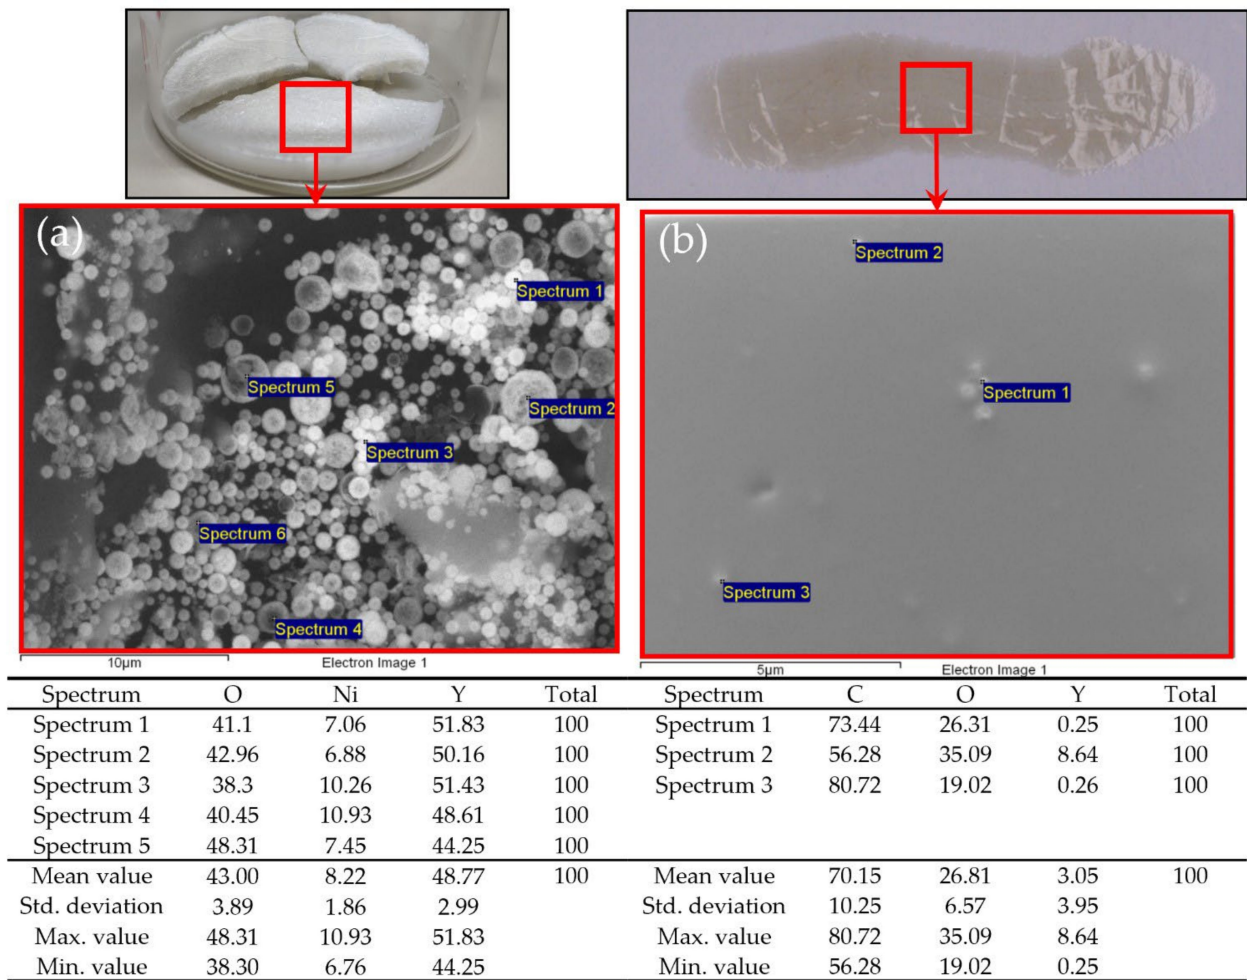 (a)
Spectrum 1
Spectrum 5
Spectrum 2
Spectrum 3
Spectrum 6
Spectrum 4
10µm Electron Image 1
(b)
Spectrum 2
Spectrum 1
Spectrum 3
5µm Electron Image 1
Spectrum O Ni Y Total
Spectrum 1 41.1 7.06 51.83 100
Spectrum 2 42.96 6.88 50.16 100
Spectrum 3 38.3 10.26 51.43 100
Spectrum 4 40.45 10.93 48.61 100
Spectrum 5 48.31 7.45 44.25 100
Mean value 43.00 8.22 48.77 100
Std. deviation 3.89 1.86 2.99
Max. value 48.31 10.93 51.83
Min. value 38.30 6.76 44.25
Spectrum C O Y Total
Spectrum 1 73.44 26.31 0.25 100
Spectrum 2 56.28 35.09 8.64 100
Spectrum 3 80.72 19.02 0.26 100
Mean value 70.15 26.81 3.05 100
Std. deviation 10.25 6.57 3.95
Max. value 80.72 35.09 8.64
Min. value 56.28 19.02 0.25